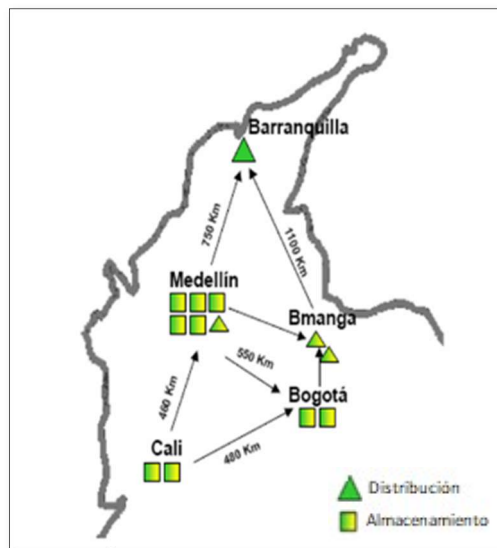 Barranquilla
750 Km
1100 Km
Medellín
Bmanga
550 Km
Bogotá
460 Km
Cali
480 Km
Distribución
Almacenamiento